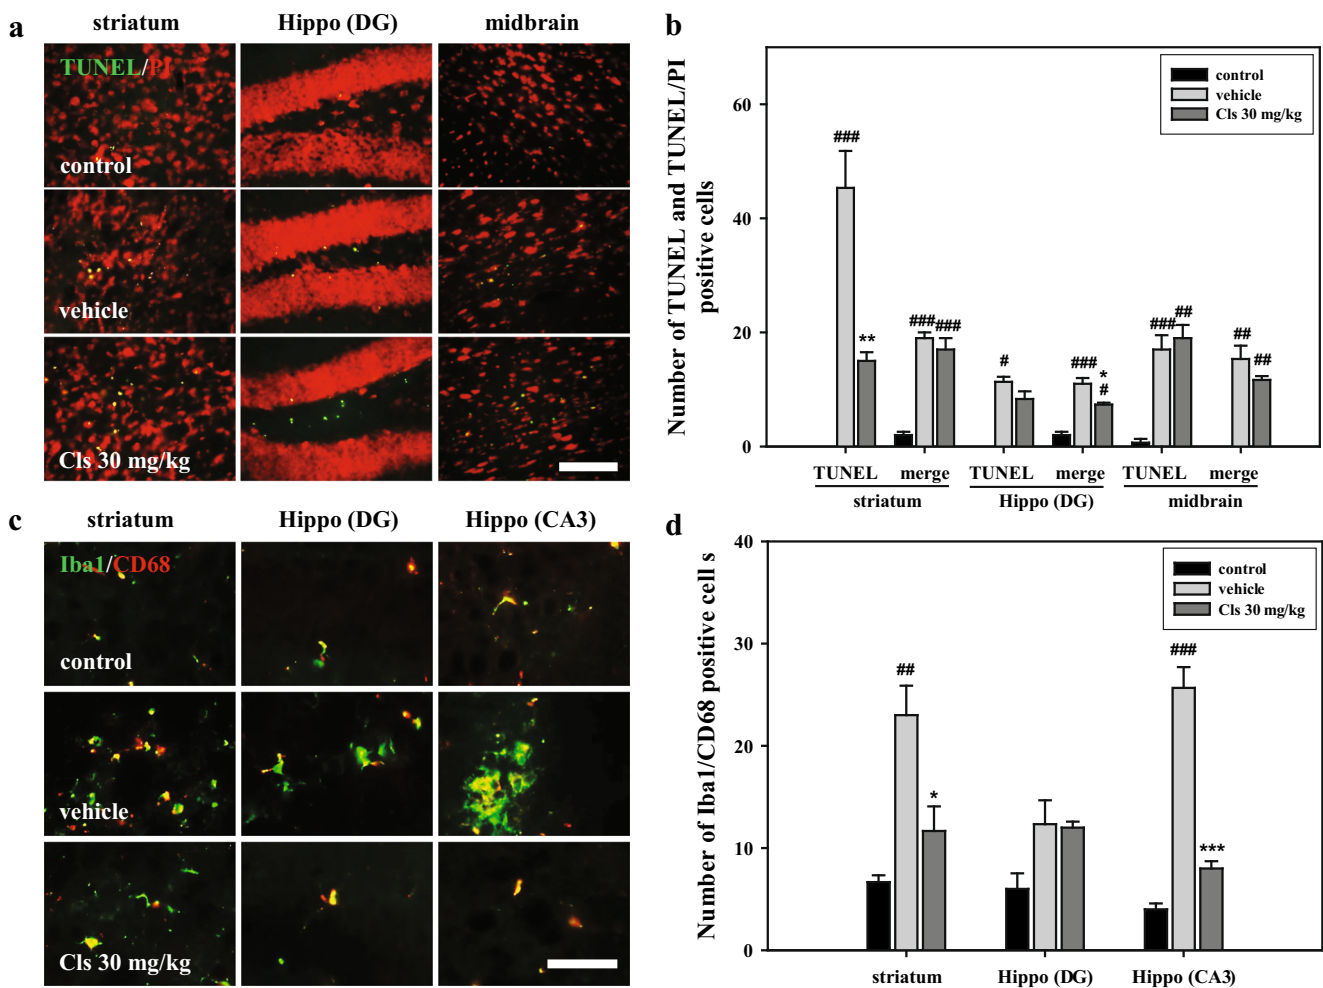 a
striatum
Hippo (DG)
midbrain
TUNEL/PI
control
vehicle
Cls 30 mg/kg
b
Number of TUNEL and TUNEL/PI
positive cells
60
40
20
0
control
vehicle
Cls 30 mg/kg
###
**
###
###
#
###
*
#
###
##
##
##
TUNEL
merge
TUNEL
merge
TUNEL
merge
striatum
Hippo (DG)
midbrain
c
striatum
Hippo (DG)
Hippo (CA3)
Iba1/CD68
control
vehicle
Cls 30 mg/kg
d
Number of Iba1/CD68 positive cell s
40
30
20
10
0
control
vehicle
Cls 30 mg/kg
##
*
###
***
striatum
Hippo (DG)
Hippo (CA3)